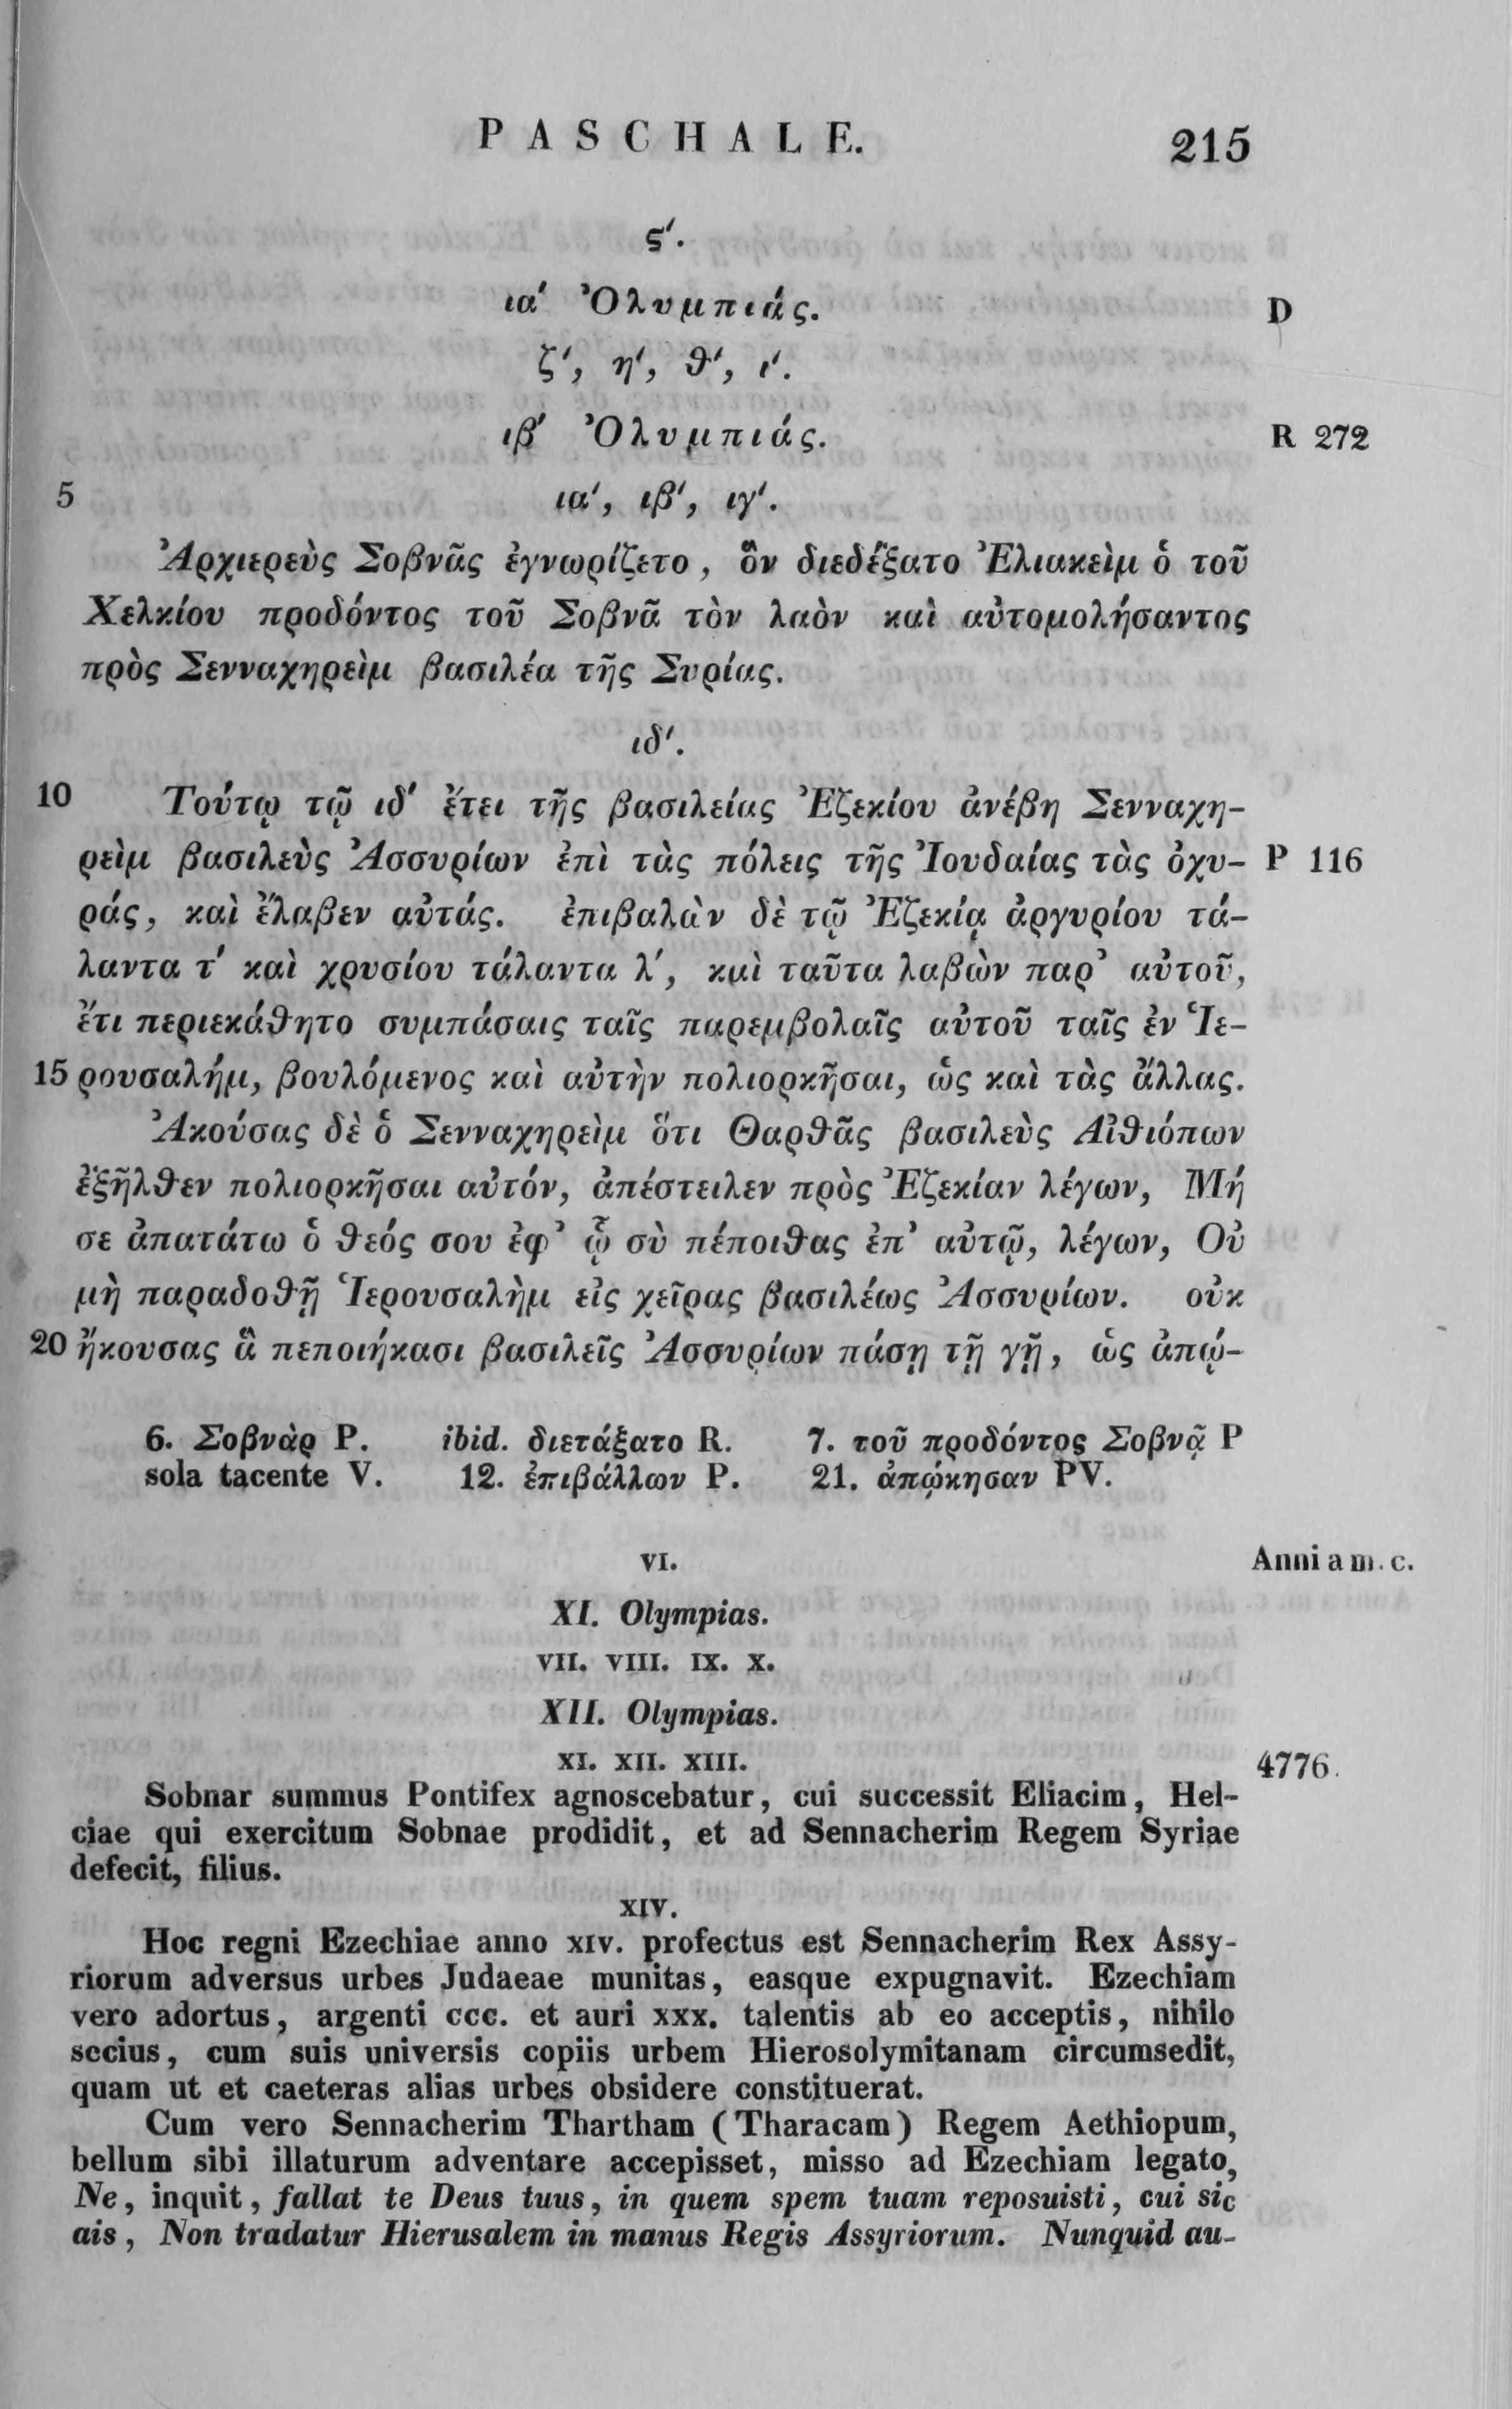 PASCHALE. 215
ϛʹ.
ιαʹ Ὀλυμπιάς. D
ζʹ, ηʹ, ϑʹ, ιʹ.
ιβʹ Ὀλυμπιάς. R 272
5 ιαʹ, ιβʹ, ιγʹ.
Ἀρχιερεὺς Σοβνᾶς ἐγνωρίζετο, ὃν διεδέξατο Ἐλιακεὶμ ὁ τοῦ
Χελκίου προδόντος τοῦ Σοβνᾶ τὸν λαὸν καὶ αὐτομολήσαντος
πρὸς Σενναχηρεὶμ βασιλέα τῆς Συρίας.
ιδʹ.
10 Τούτῳ τῷ ιδʹ ἔτει τῆς βασιλείας Ἐζεκίου ἀνέβη Σενναχη-
ρεὶμ βασιλεὺς Ἀσσυρίων ἐπὶ τὰς πόλεις τῆς Ἰουδαίας τὰς ὀχυ- P 116
ράς, καὶ ἔλαβεν αὐτάς. ἐπιβαλὼν δὲ τῷ Ἐζεκίᾳ ἀργυρίου τά-
λαντα τʹ καὶ χρυσίου τάλαντα λʹ, καὶ ταῦτα λαβὼν παρ᾽ αὐτοῦ,
ἔτι περιεκάϑητο συμπάσαις ταῖς παρεμβολαῖς αὐτοῦ ταῖς ἐν Ἱε-
15 ρουσαλήμ, βουλόμενος καὶ αὐτὴν πολιορκῆσαι, ὡς καὶ τὰς ἄλλας.
Ἀκούσας δὲ ὁ Σενναχηρεὶμ ὅτι Θαρϑᾶς βασιλεὺς Αἰϑιόπων
ἐξῆλϑεν πολιορκῆσαι αὐτόν, ἀπέστειλεν πρὸς Ἐζεκίαν λέγων, Μή
σε ἀπατάτω ὁ ϑεός σου ἐφ᾽ ᾧ σὺ πέποιϑας ἐπ᾽ αὐτῷ, λέγων, Οὐ
μὴ παραδοϑῇ Ἱερουσαλὴμ εἰς χεῖρας βασιλέως Ἀσσυρίων. οὐκ
20 ἤκουσας ἃ πεποιήκασι βασιλεῖς Ἀσσυρίων πάσῃ τῇ γῇ, ὡς ἀπῴ-
6. Σοβνὰρ P. ibid. διετάξατο R. 7. τοῦ προδόντος Σοβνᾷ P
sola tacente V. 12. ἐπιβάλλων P. 21. ἀπῴκησαν PV.
VI. Anni a m. c.
XI. Olympias.
VII. VIII. IX. X.
XII. Olympias.
XI. XII. XIII. 4776.
Sobnar summus Pontifex agnoscebatur, cui successit Eliacim, Hel-
ciae qui exercitum Sobnae prodidit, et ad Sennacherim Regem Syriae
defecit, filius.
XIV.
Hoc regni Ezechiae anno XIV. profectus est Sennacherim Rex Assy-
riorum adversus urbes Judaeae munitas, easque expugnavit. Ezechiam
vero adortus, argenti CCC. et auri XXX. talentis ab eo acceptis, nihilo
secius, cum suis universis copiis urbem Hierosolymitanam circumsedit,
quam ut et caeteras alias urbes obsidere constituerat.
Cum vero Sennacherim Thartham (Tharacam) Regem Aethiopum,
bellum sibi illaturum adventare accepisset, misso ad Ezechiam legato,
Ne, inquit, fallat te Deus tuus, in quem spem tuam reposuisti, cui sic
ais, Non tradatur Hierusalem in manus Regis Assyriorum. Nunquid au-